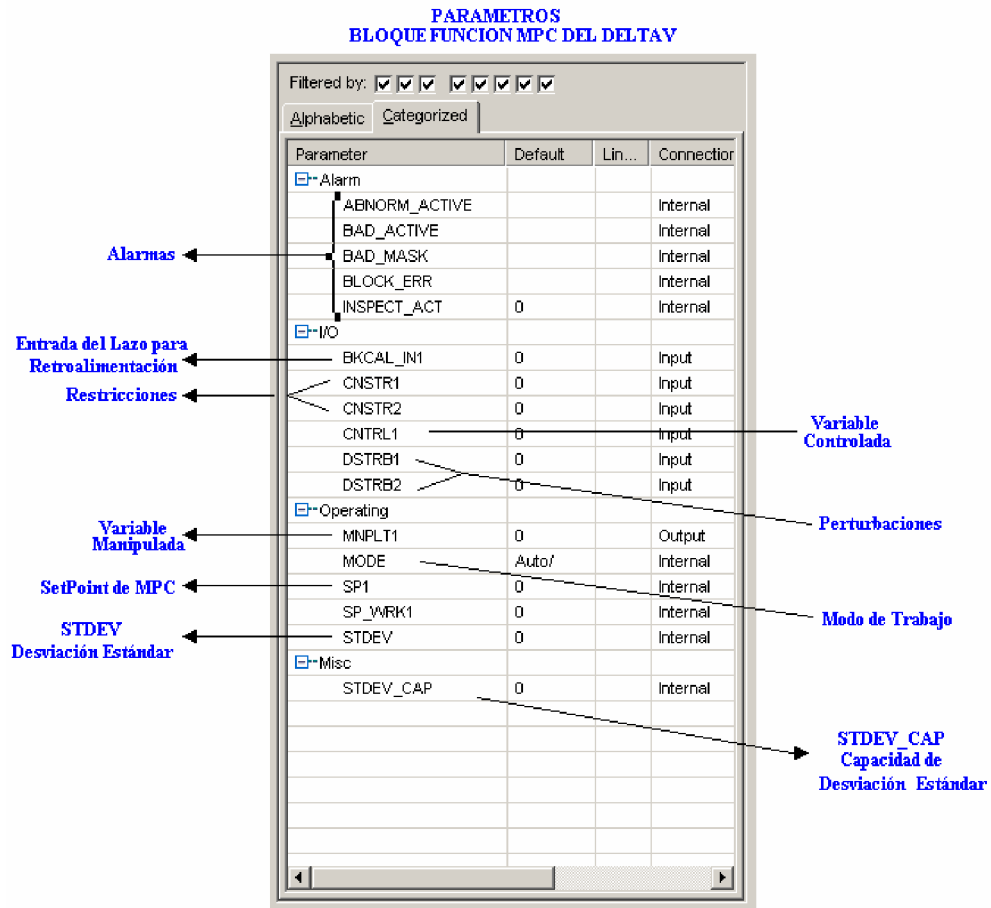 PARAMETROS
BLOQUE FUNCION MPC DEL DELTAV
Filtered by:
Alphabetic Categorized
Parameter Default Lin... Connection
Alarm
ABNORM_ACTIVE Internal
BAD_ACTIVE Internal
Alarmas BAD_MASK Internal
BLOCK_ERR Internal
INSPECT_ACT 0 Internal
I/O
Entrada del Lazo para
Retroalimentación
BKCAL_IN1 0 Input
Restricciones
CNSTR1 0 Input
CNSTR2 0 Input
CNTRL1 0 Input
Variable
Controlada
DSTRB1 0 Input
DSTRB2 0 Input
Perturbaciones
Operating
Variable
Manipulada
MNPLT1 0 Output
MODE Auto/ Internal
SetPoint de MPC SP1 0 Internal
SP_WRK1 0 Internal
Modo de Trabajo
STDEV
Desviación Estándar
STDEV 0 Internal
Misc
STDEV_CAP 0 Internal
STDEV_CAP
Capacidad de
Desviación Estándar